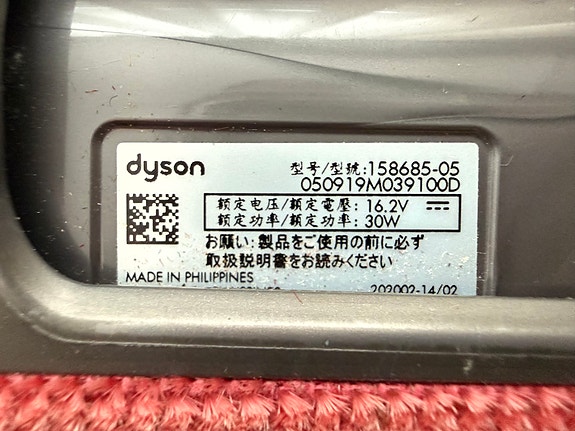 dyson
型号/型號:158685-05
050919M039100D
额定电压/額定電壓: 16.2V
额定功率/額定功率: 30W
お願い:製品をご使用の前に必ず
取扱説明書をお読みください
MADE IN PHILIPPINES
202002-14/02